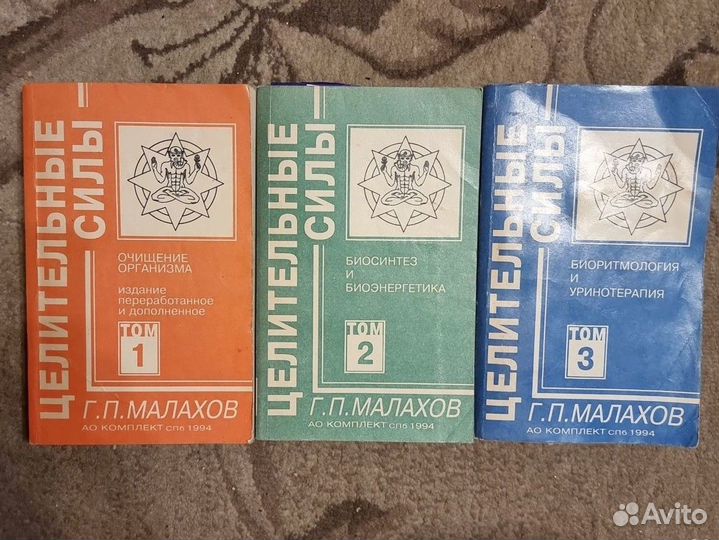 ЦЕЛИТЕЛЬНЫЕ
СИЛЫ
ОЧИЩЕНИЕ
ОРГАНИЗМА
издание
переработанное
и дополненное
ТОМ
1
Г.П.МАЛАХОВ
АО КОМПЛЕКТ СПб 1994
ЦЕЛИТЕЛЬНЫЕ
СИЛЫ
БИОСИНТЕЗ
И
БИОЭНЕРГЕТИКА
ТОМ
2
Г.П.МАЛАХОВ
АО КОМПЛЕКТ СПб 1994
ЦЕЛИТЕЛЬНЫЕ
СИЛЫ
БИОРИТМОЛОГИЯ
И
УРИНОТЕРАПИЯ
ТОМ
3
Г.П.МАЛАХОВ
АО КОМПЛЕКТ СПб 1994
Avito